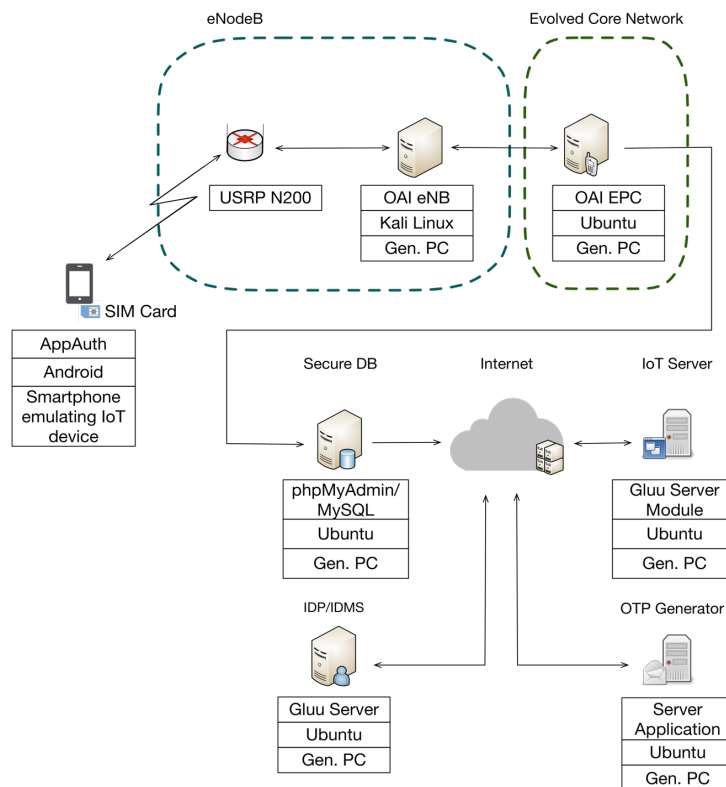 eNodeB
Evolved Core Network
USRP N200
OAI eNB
Kali Linux
Gen. PC
OAI EPC
Ubuntu
Gen. PC
SIM Card
AppAuth
Android
Smartphone
emulating IoT
device
Secure DB
Internet
IoT Server
phpMyAdmin/
MySQL
Ubuntu
Gen. PC
Gluu Server
Module
Ubuntu
Gen. PC
IDP/IDMS
OTP Generator
Gluu Server
Ubuntu
Gen. PC
Server
Application
Ubuntu
Gen. PC